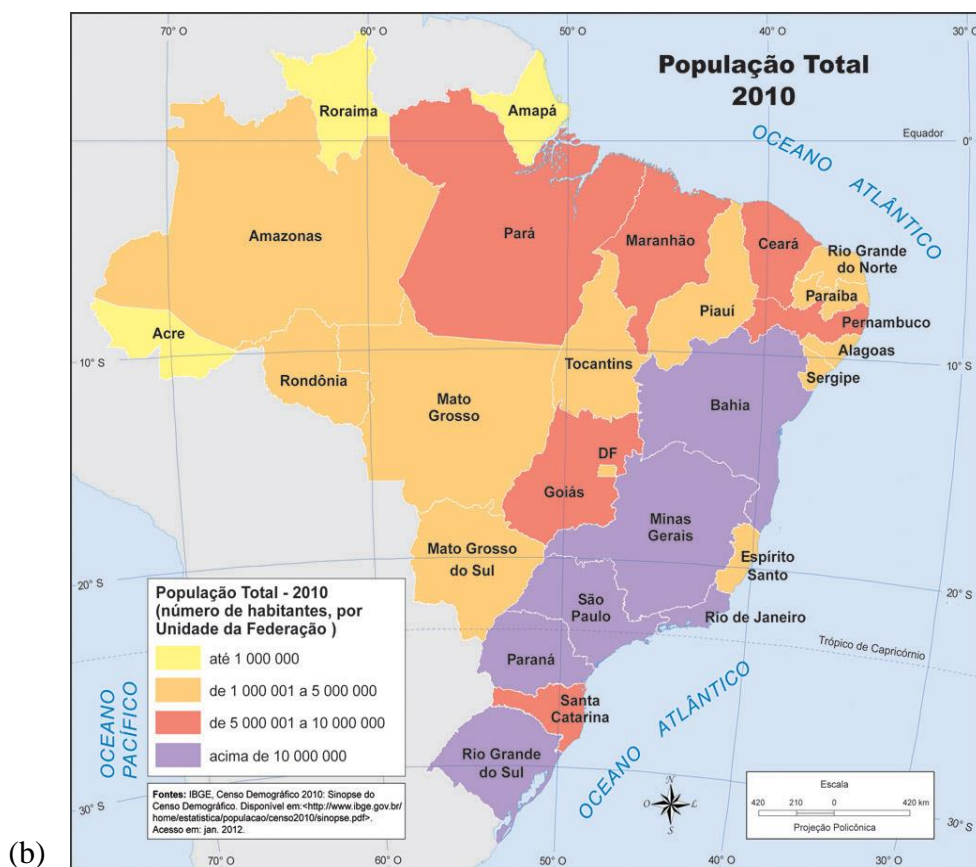 70° O
60° O
50° O
40° O
30° O
População Total
2010
Roraima
Amapá
OCEANO ATLÂNTICO
Equador
0°
0°
Amazonas
Pará
Maranhão
Ceará
Rio Grande
do Norte
Paraíba
Piauí
Pernambuco
Acre
Alagoas
10° S
10° S
Tocantins
Sergipe
Rondônia
Mato
Grosso
Bahia
DF
Goiás
Minas
Gerais
Mato Grosso
do Sul
Espírito
Santo
20° S
20° S
São
Paulo
Rio de Janeiro
Trópico de Capricórnio
Paraná
Santa
Catarina
OCEANO ATLÂNTICO
Rio Grande
do Sul
OCEANO
PACÍFICO
População Total - 2010
(número de habitantes, por
Unidade da Federação )
até 1 000 000
de 1 000 001 a 5 000 000
de 5 000 001 a 10 000 000
acima de 10 000 000
Fontes: IBGE, Censo Demográfico 2010: Sinopse do
Censo Demográfico. Disponível em:<http://www.ibge.gov.br/
home/estatistica/populacao/censo2010/sinopse.pdf>.
Acesso em: jan. 2012.
30° S
30° S
N
O
L
S
Escala
420
210
0
420 km
Projeção Policônica
(b)
70° O
60° O
50° O
40° O
30° O